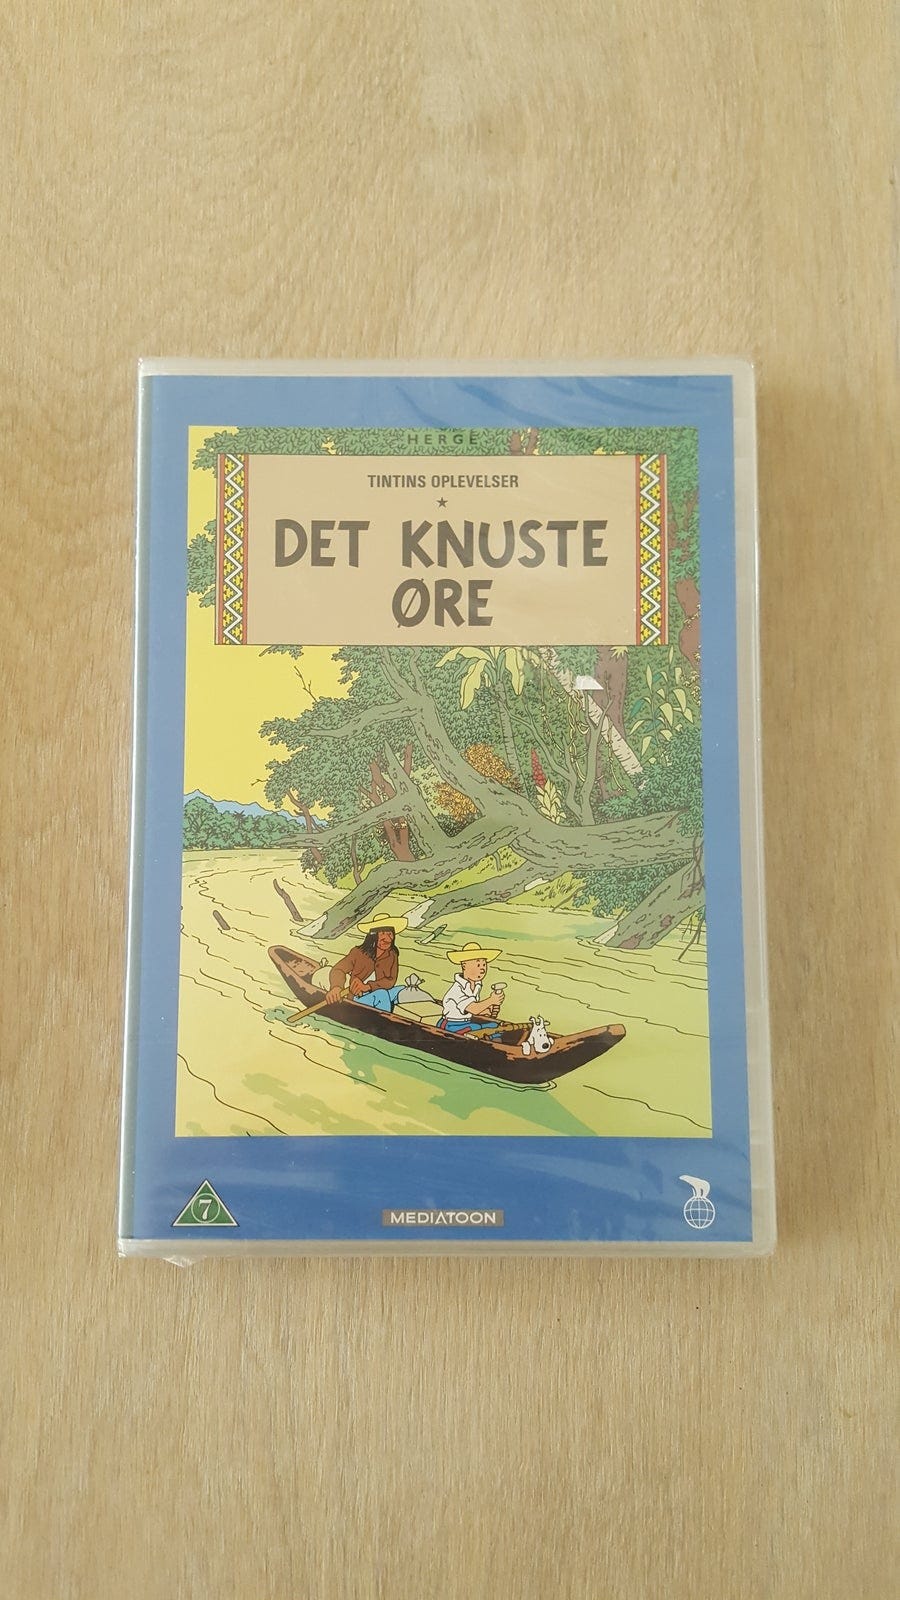 HERGÉ
TINTINS OPLEVELSER
DET KNUSTE
ØRE
7
MEDIATOON